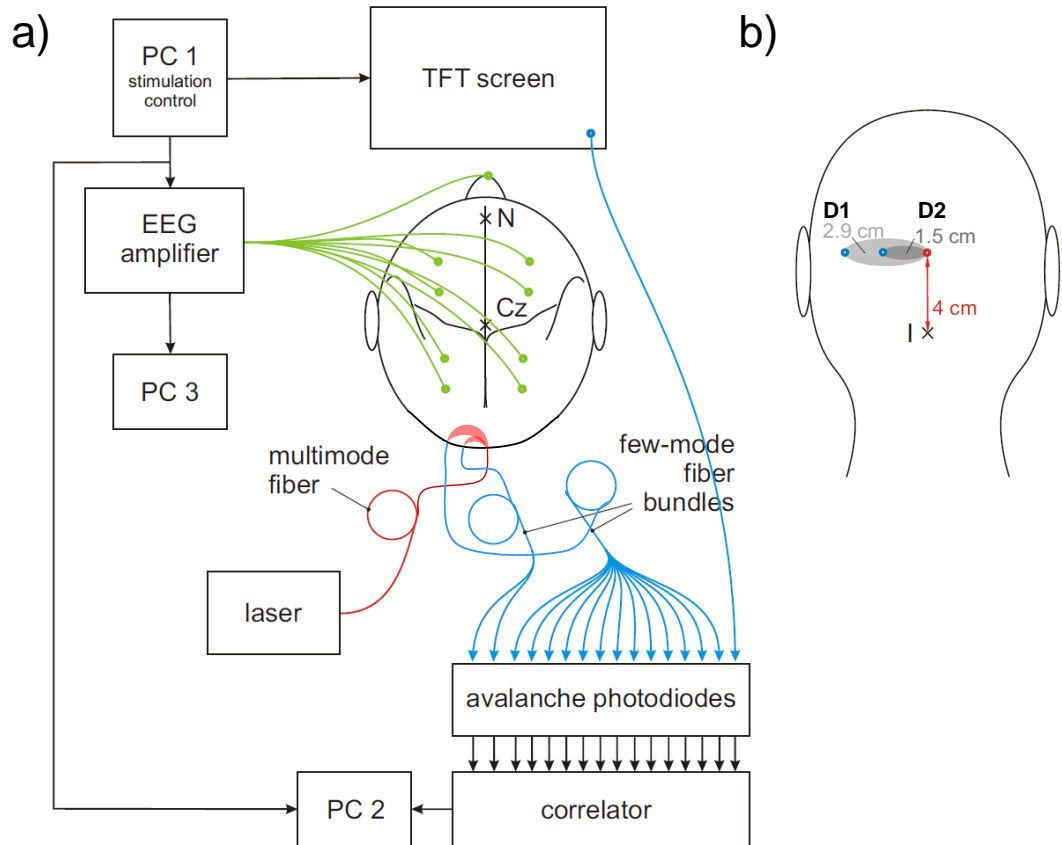 a)
PC 1
stimulation
control
TFT screen
EEG
amplifier
PC 3
N
Cz
multimode
fiber
few-mode
fiber
bundles
laser
avalanche photodiodes
PC 2
correlator
b)
D1
D2
2.9 cm
1.5 cm
4 cm
I